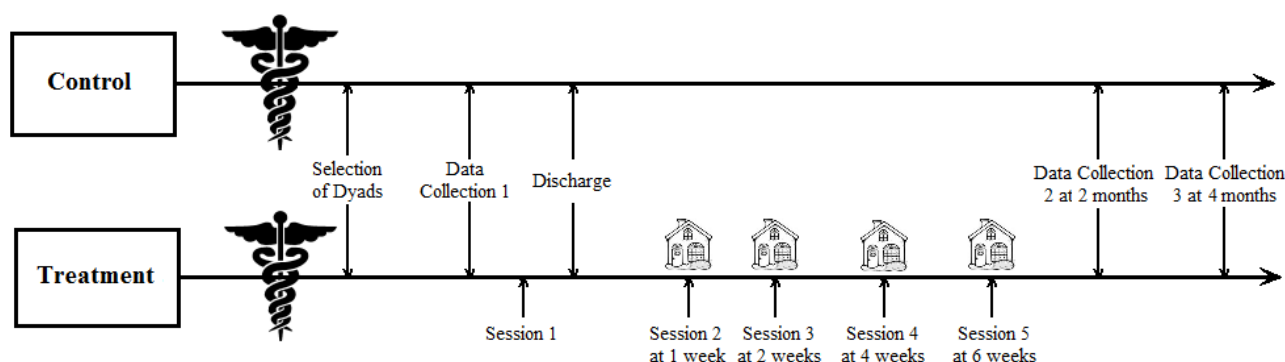 Control
Selection
of Dyads
Data
Collection 1
Discharge
Data Collection
2 at 2 months
Data Collection
3 at 4 months
Treatment
Session 1
Session 2
at 1 week
Session 3
at 2 weeks
Session 4
at 4 weeks
Session 5
at 6 weeks